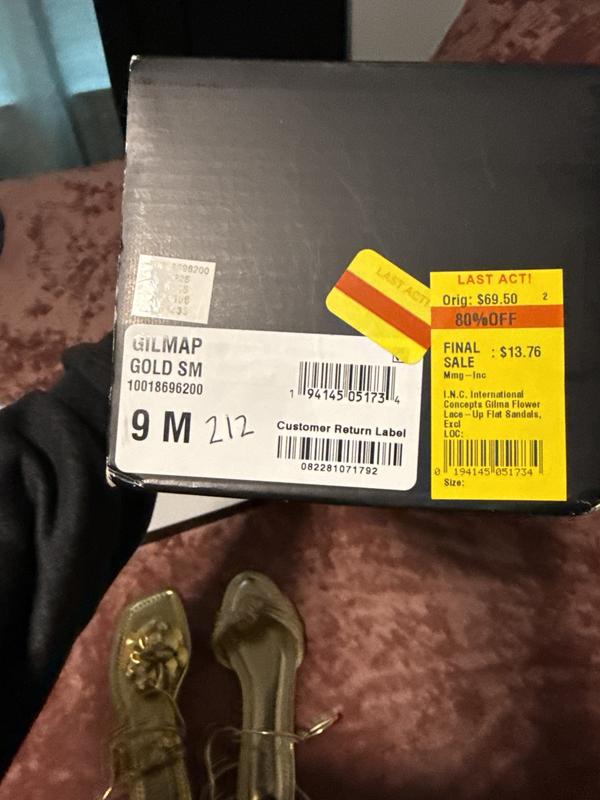 GILMAP
GOLD SM
10018696200
9 M 212
1 94145 05173 4
Customer Return Label
082281071792
LAST ACT!
LAST ACT!
Orig: $69.50 2
80%OFF
FINAL SALE : $13.76
Mmg-Inc
I.N.C. International
Concepts Gilma Flower
Lace-Up Flat Sandals,
Excl
LOC:
0 194145 051734
Size: